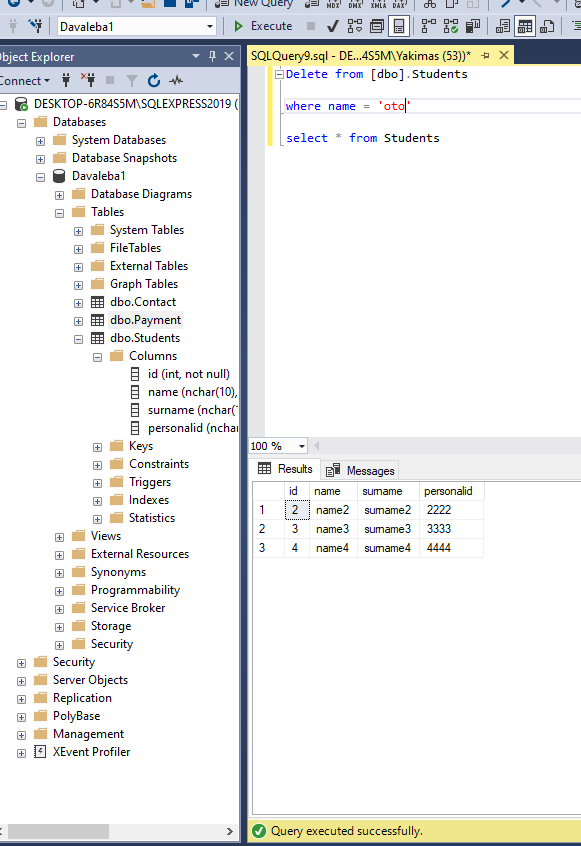 New Query
Davaleba1
Execute
Object Explorer
Connect
DESKTOP-6R84S5M\SQLEXPRESS2019 (
Databases
System Databases
Database Snapshots
Davaleba1
Database Diagrams
Tables
System Tables
FileTables
External Tables
Graph Tables
dbo.Contact
dbo.Payment
dbo.Students
Columns
id (int, not null)
name (nchar(10),
surname (nchar(
personalid (nchar
Keys
Constraints
Triggers
Indexes
Statistics
Views
External Resources
Synonyms
Programmability
Service Broker
Storage
Security
Security
Server Objects
Replication
PolyBase
Management
XEvent Profiler
SQLQuery9.sql - DE...4S5M\Yakimas (53))*
Delete from [dbo].Students
where name = 'oto'
select * from Students
100 %
Results Messages
id name surname personalid
1 2 name2 surname2 2222
2 3 name3 surname3 3333
3 4 name4 surname4 4444
Query executed successfully.